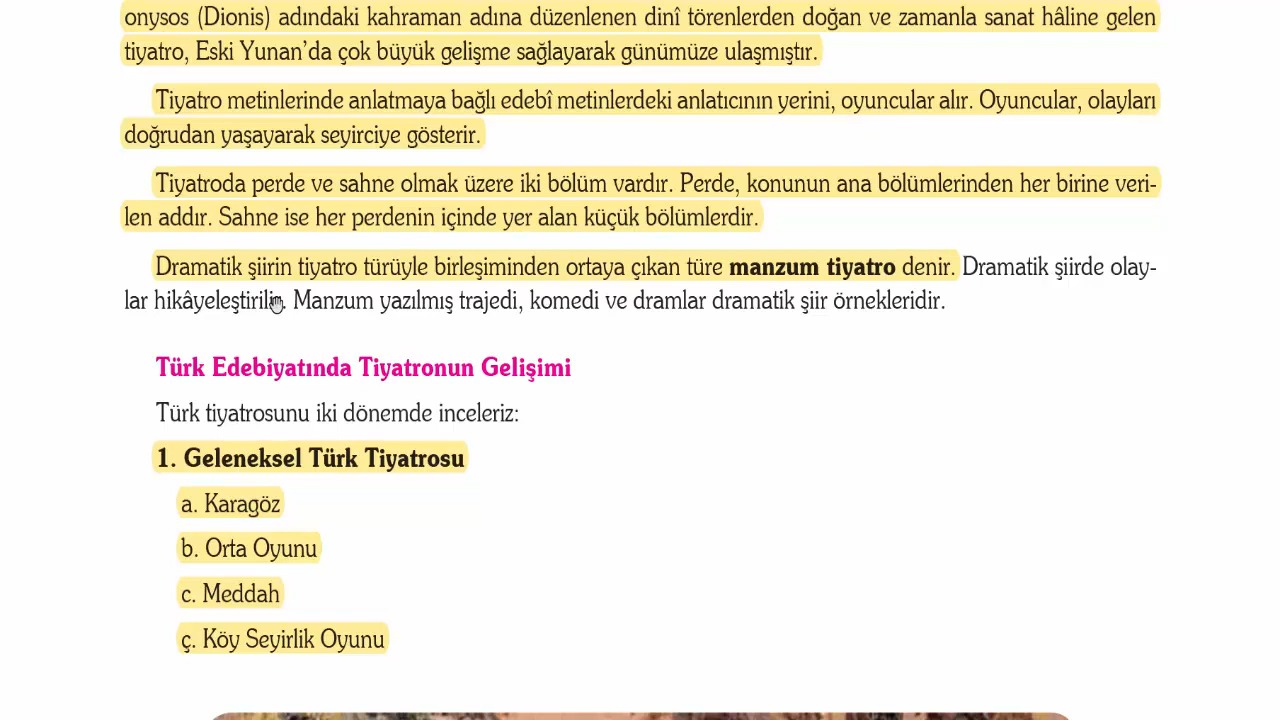 onysos (Dionis) adındaki kahraman adına düzenlenen dinî törenlerden doğan ve zamanla sanat hâline gelen
tiyatro, Eski Yunan’da çok büyük gelişme sağlayarak günümüze ulaşmıştır.
Tiyatro metinlerinde anlatmaya bağlı edebî metinlerdeki anlatıcının yerini, oyuncular alır. Oyuncular, olayları
doğrudan yaşayarak seyirciye gösterir.
Tiyatroda perde ve sahne olmak üzere iki bölüm vardır. Perde, konunun ana bölümlerinden her birine veri-
len addır. Sahne ise her perdenin içinde yer alan küçük bölümlerdir.
Dramatik şiirin tiyatro türüyle birleşiminden ortaya çıkan türe manzum tiyatro denir. Dramatik şiirde olay-
lar hikâyeleştirilir. Manzum yazılmış trajedi, komedi ve dramlar dramatik şiir örnekleridir.
Türk Edebiyatında Tiyatronun Gelişimi
Türk tiyatrosunu iki dönemde inceleriz:
1. Geleneksel Türk Tiyatrosu
a. Karagöz
b. Orta Oyunu
c. Meddah
ç. Köy Seyirlik Oyunu